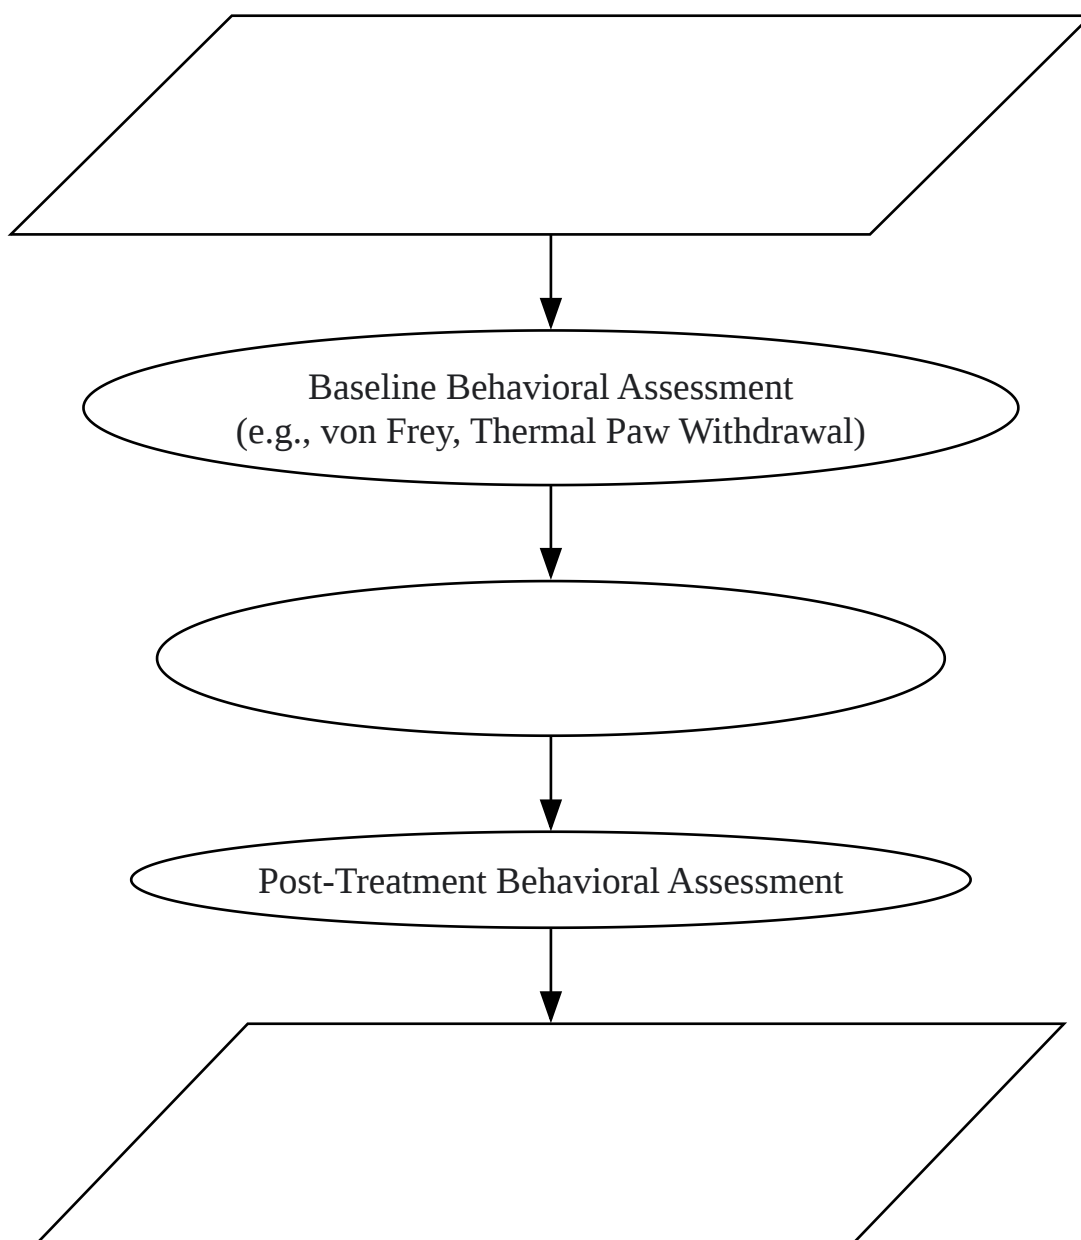 Baseline Behavioral Assessment
(e.g., von Frey, Thermal Paw Withdrawal)
Post-Treatment Behavioral Assessment